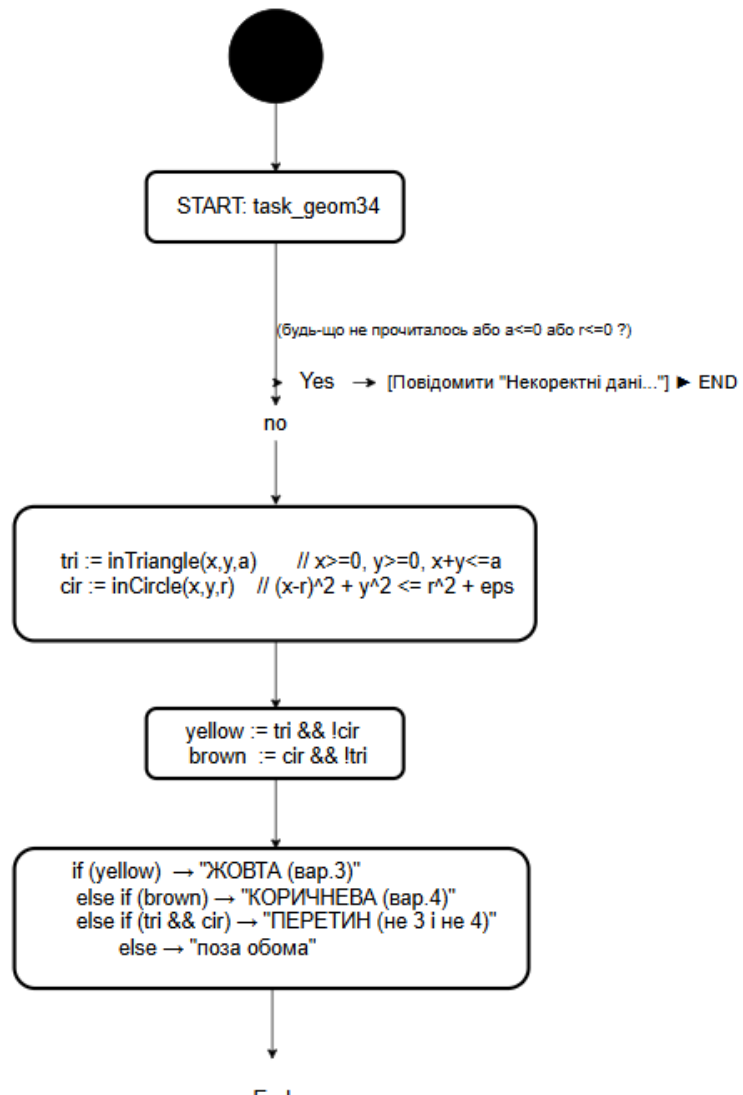 START: task_geom34
(будь-що не прочиталось або a<=0 або r<=0 ?)
Yes → [Повідомити "Некоректні дані..."] ► END
no
tri := inTriangle(x,y,a) // x>=0, y>=0, x+y<=a
cir := inCircle(x,y,r) // (x-r)^2 + y^2 <= r^2 + eps
yellow := tri && !cir
brown := cir && !tri
if (yellow) → "ЖОВТА (вар.3)"
else if (brown) → "КОРИЧНЕВА (вар.4)"
else if (tri && cir) → "ПЕРЕТИН (не 3 і не 4)"
else → "поза обома"